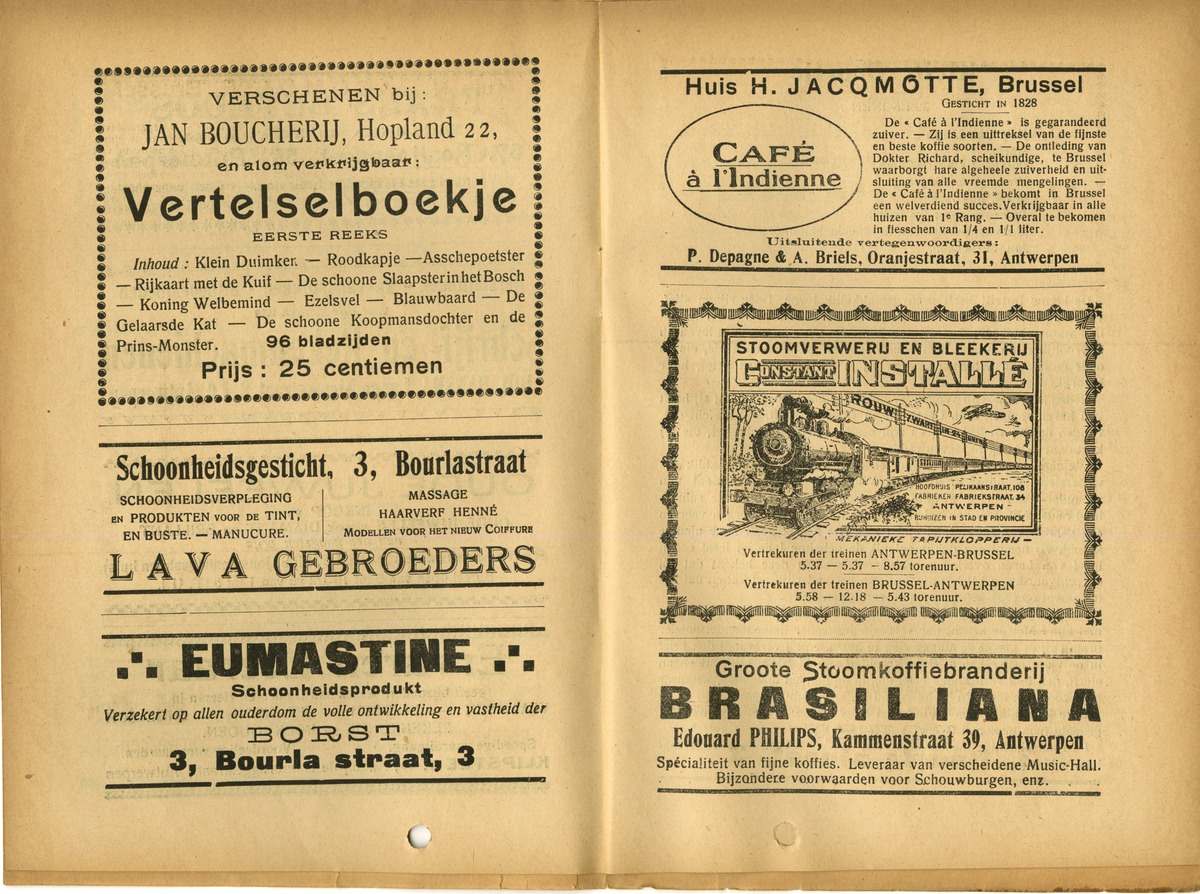 VERSCHENEN bij:
JAN BOUCHERIJ, Hopland 22,
en alom verkrijgbaar:
Vertelselboekje
EERSTE REEKS
Inhoud : Klein Duimker. — Roodkapje —Asschepoetster
— Rijkaart met de Kuif — De schoone Slaapster in het Bosch
— Koning Welbemind — Ezelsvel — Blauwbaard — De
Gelaarsde Kat — De schoone Koopmansdochter en de
Prins-Monster. 96 bladzijden
Prijs : 25 centiemen
Schoonheidsgesticht, 3, Bourlastraat
SCHOONHEIDSVERPLEGING
EN PRODUKTEN VOOR DE TINT,
EN BUSTE. — MANUCURE.
MASSAGE
HAARVERF HENNÉ
MODELLEN VOOR HET NIEUW COIFFURE
LAVA GEBROEDERS
EUMASTINE
Schoonheidsprodukt
Verzekert op allen ouderdom de volle ontwikkeling en vastheid der
BORST
3, Bourla straat, 3
Huis H. JACQMOTTE, Brussel
GESTICHT IN 1828
CAFÉ
à l'Indienne
De « Café à l'Indienne » is gegarandeerd
zuiver. — Zij is een uittreksel van de fijnste
en beste koffie soorten. — De ontleding van
Dokter Richard, scheikundige, te Brussel
waarborgt hare algeheele zuiverheid en uit-
sluiting van alle vreemde mengelingen. —
De « Café à l'Indienne » bekomt in Brussel
een welverdiend succes.Verkrijgbaar in alle
huizen van 1e Rang. — Overal te bekomen
in flesschen van 1/4 en 1/1 liter.
Uitsluitende vertegenwoordigers:
P. Depagne & A. Briels, Oranjestraat, 31, Antwerpen
STOOMVERWERIJ EN BLEEKERIJ
CONSTANT INSTALLÉ
ROUW ZWART IN 24 UREN
HOOFDHUIS PELIKAANSTRAAT, 108
FABRIEKEN FABRIEKSTRAAT. 34
ANTWERPEN
BIJHUIZEN IN STAD EN PROVINCIE
MEKANIEKE TAPIJTKLOPPERIJ —
Vertrekuren der treinen ANTWERPEN-BRUSSEL
5.37 — 5.37 — 8.57 torenuur.
Vertrekuren der treinen BRUSSEL-ANTWERPEN
5.58 — 12.18 — 5.43 torenuur.
Groote Stoomkoffiebranderij
BRASILIANA
Edouard PHILIPS, Kammenstraat 39, Antwerpen
Spécialiteit van fijne koffies. Leveraar van verscheidene Music-Hall.
Bijzondere voorwaarden voor Schouwburgen, enz.